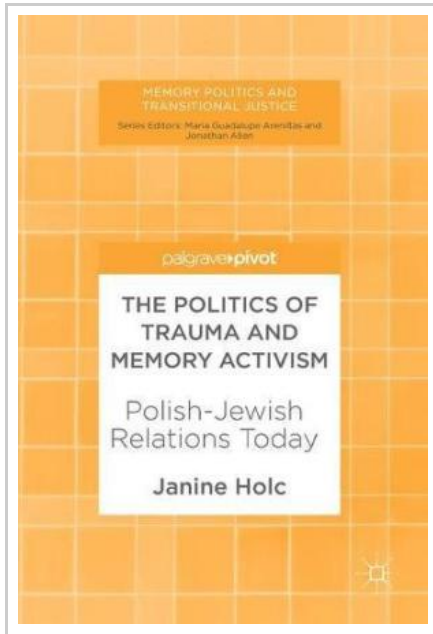 MEMORY POLITICS AND
TRANSITIONAL JUSTICE
Series Editors: Maria Guadalupe Arenillas and
Jonathan Allen
palgrave►pivot
THE POLITICS OF
TRAUMA AND
MEMORY ACTIVISM
Polish-Jewish
Relations Today
Janine Holc